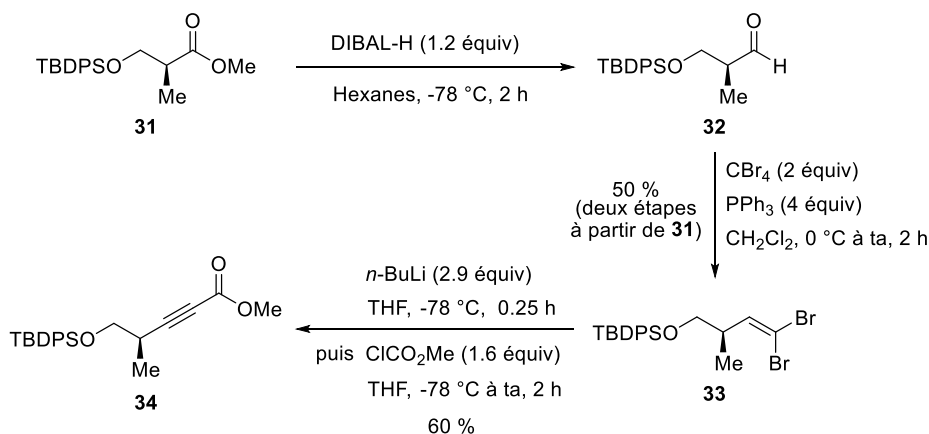 O
TBDPSO
OMe
Me
31
DIBAL-H (1.2 équiv)
Hexanes, -78 °C, 2 h
O
TBDPSO
H
Me
32
50 %
(deux étapes
à partir de 31)
CBr4 (2 équiv)
PPh3 (4 équiv)
CH2Cl2, 0 °C à ta, 2 h
TBDPSO
Br
Me
Br
33
n-BuLi (2.9 équiv)
THF, -78 °C, 0.25 h
puis ClCO2Me (1.6 équiv)
THF, -78 °C à ta, 2 h
60 %
O
OMe
TBDPSO
Me
34